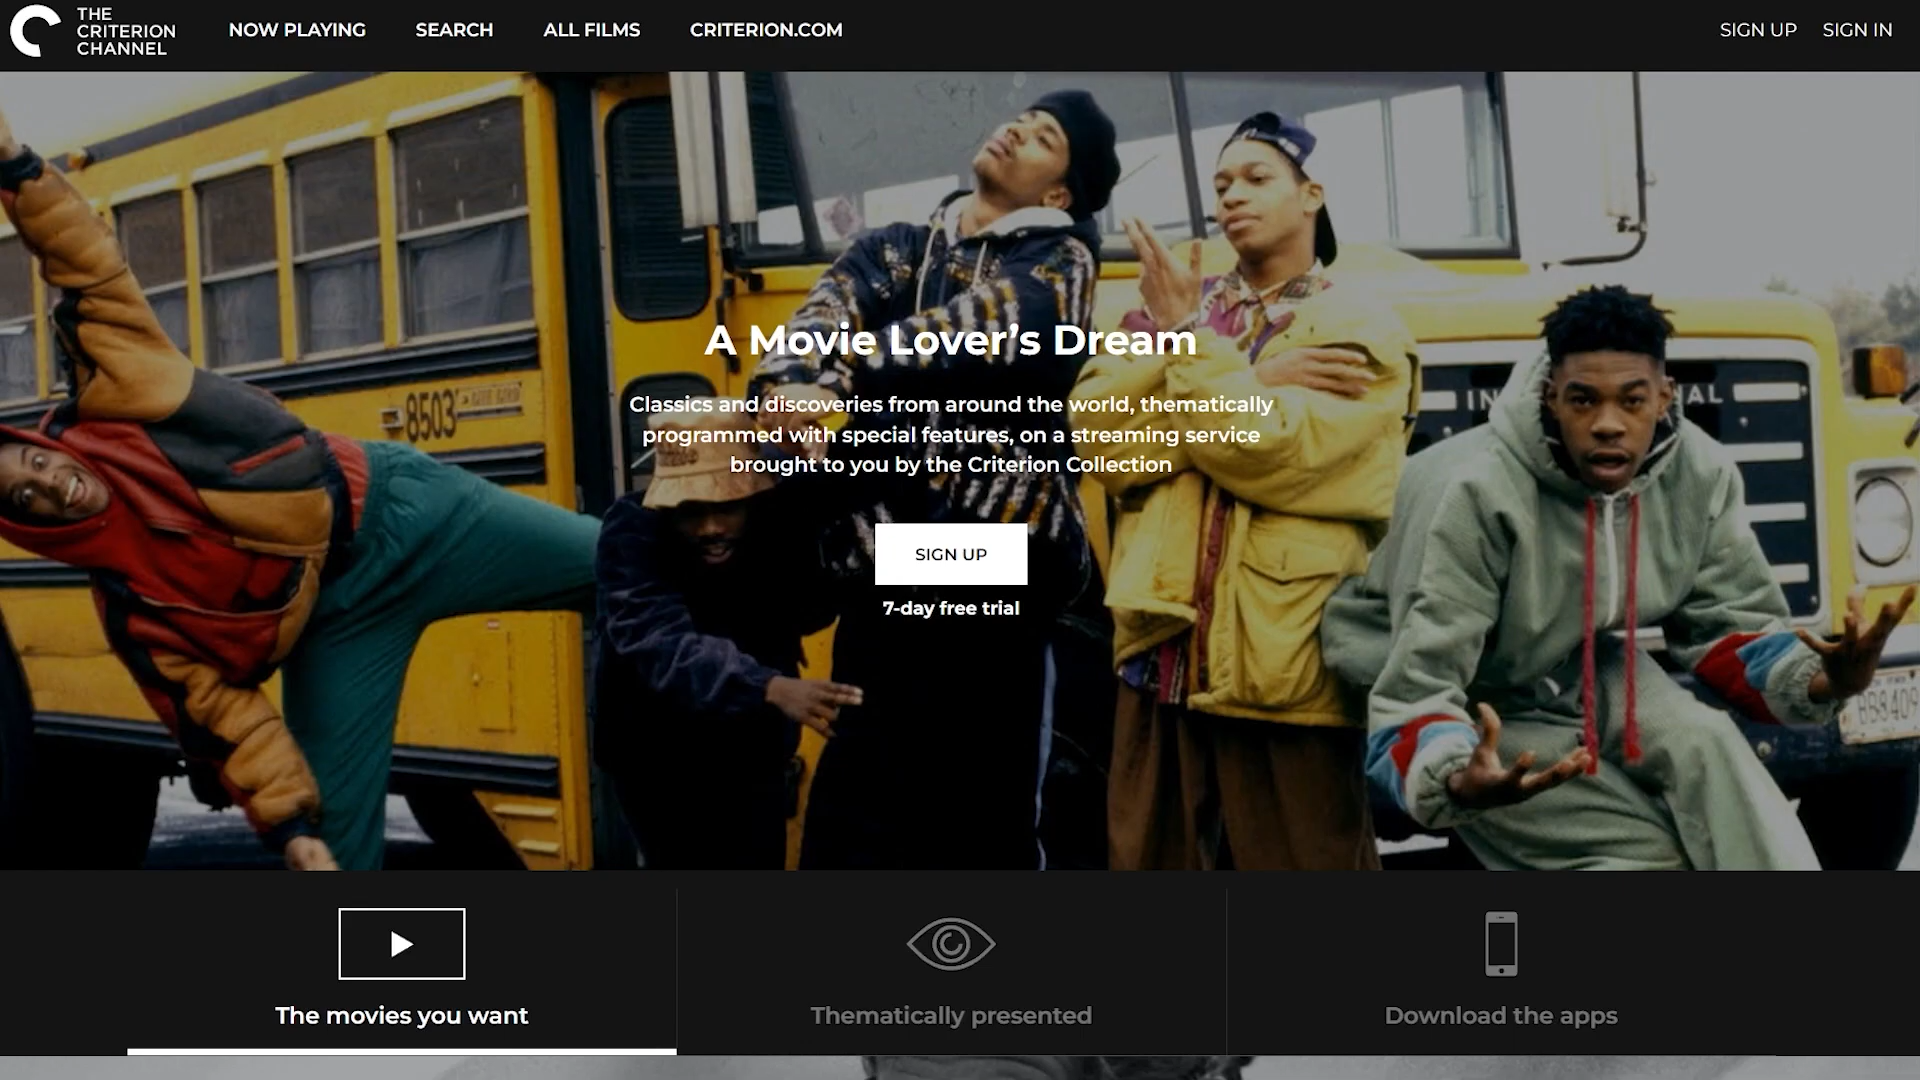 THE
CRITERION
CHANNEL
NOW PLAYING
SEARCH
ALL FILMS
CRITERION.COM
SIGN UP
SIGN IN
8503
A Movie Lover's Dream
Classics and discoveries from around the world, thematically
programmed with special features, on a streaming service
brought to you by the Criterion Collection
SIGN UP
7-day free trial
BB8409
The movies you want
Thematically presented
Download the apps